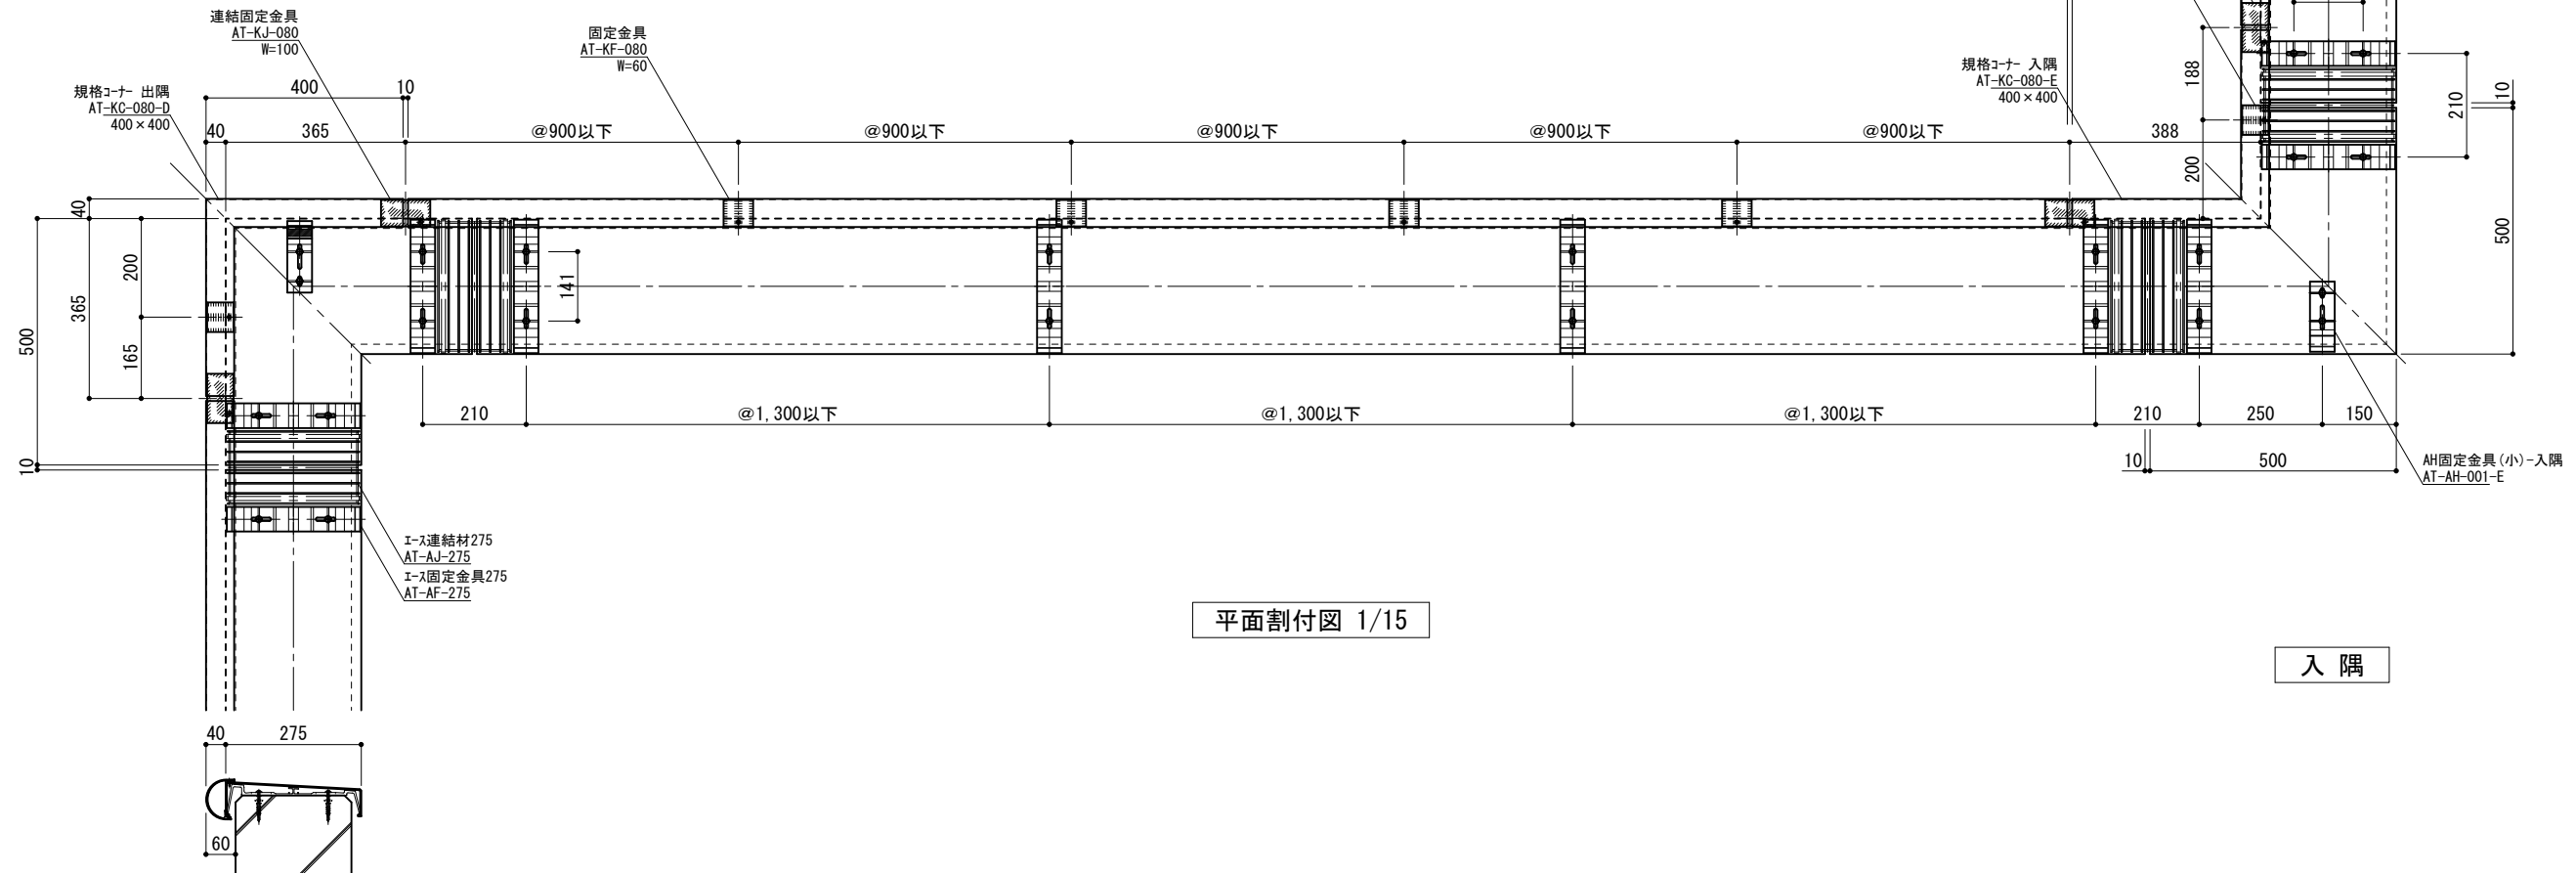 連結固定金具
AT-KJ-080
W=100
固定金具
AT-KF-080
W=60
規格ｺｰﾅｰ 出隅
AT-KC-080-D
400×400
規格ｺｰﾅｰ 入隅
AT-KC-080-E
400×400
400
10
40
365
@900以下
@900以下
@900以下
@900以下
@900以下
388
188
200
210
10
500
40
200
365
165
500
10
141
210
@1,300以下
@1,300以下
@1,300以下
210
250
150
10
500
AH固定金具(小)-入隅
AT-AH-001-E
ｴｰｽ連結材275
AT-AJ-275
ｴｰｽ固定金具275
AT-AF-275
平面割付図 1/15
入 隅
40
275
60